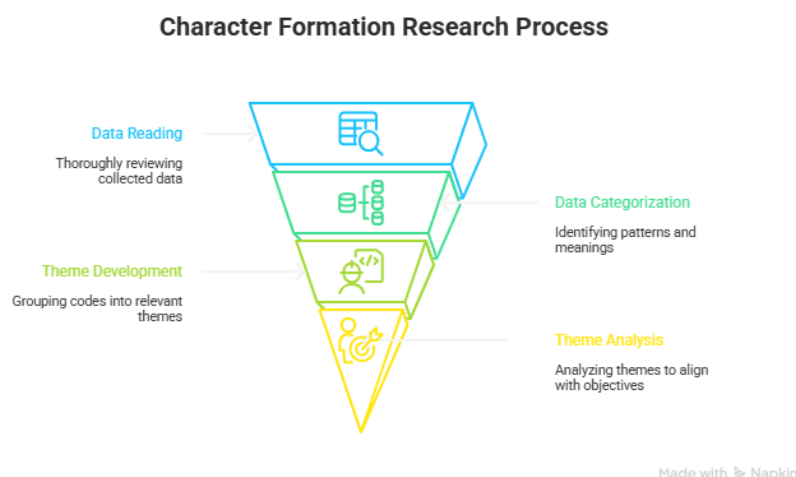 Character Formation Research Process
Data Reading
Thoroughly reviewing
collected data
Data Categorization
Identifying patterns and
meanings
Theme Development
Grouping codes into relevant
themes
Theme Analysis
Analyzing themes to align
with objectives
Made with Napkin